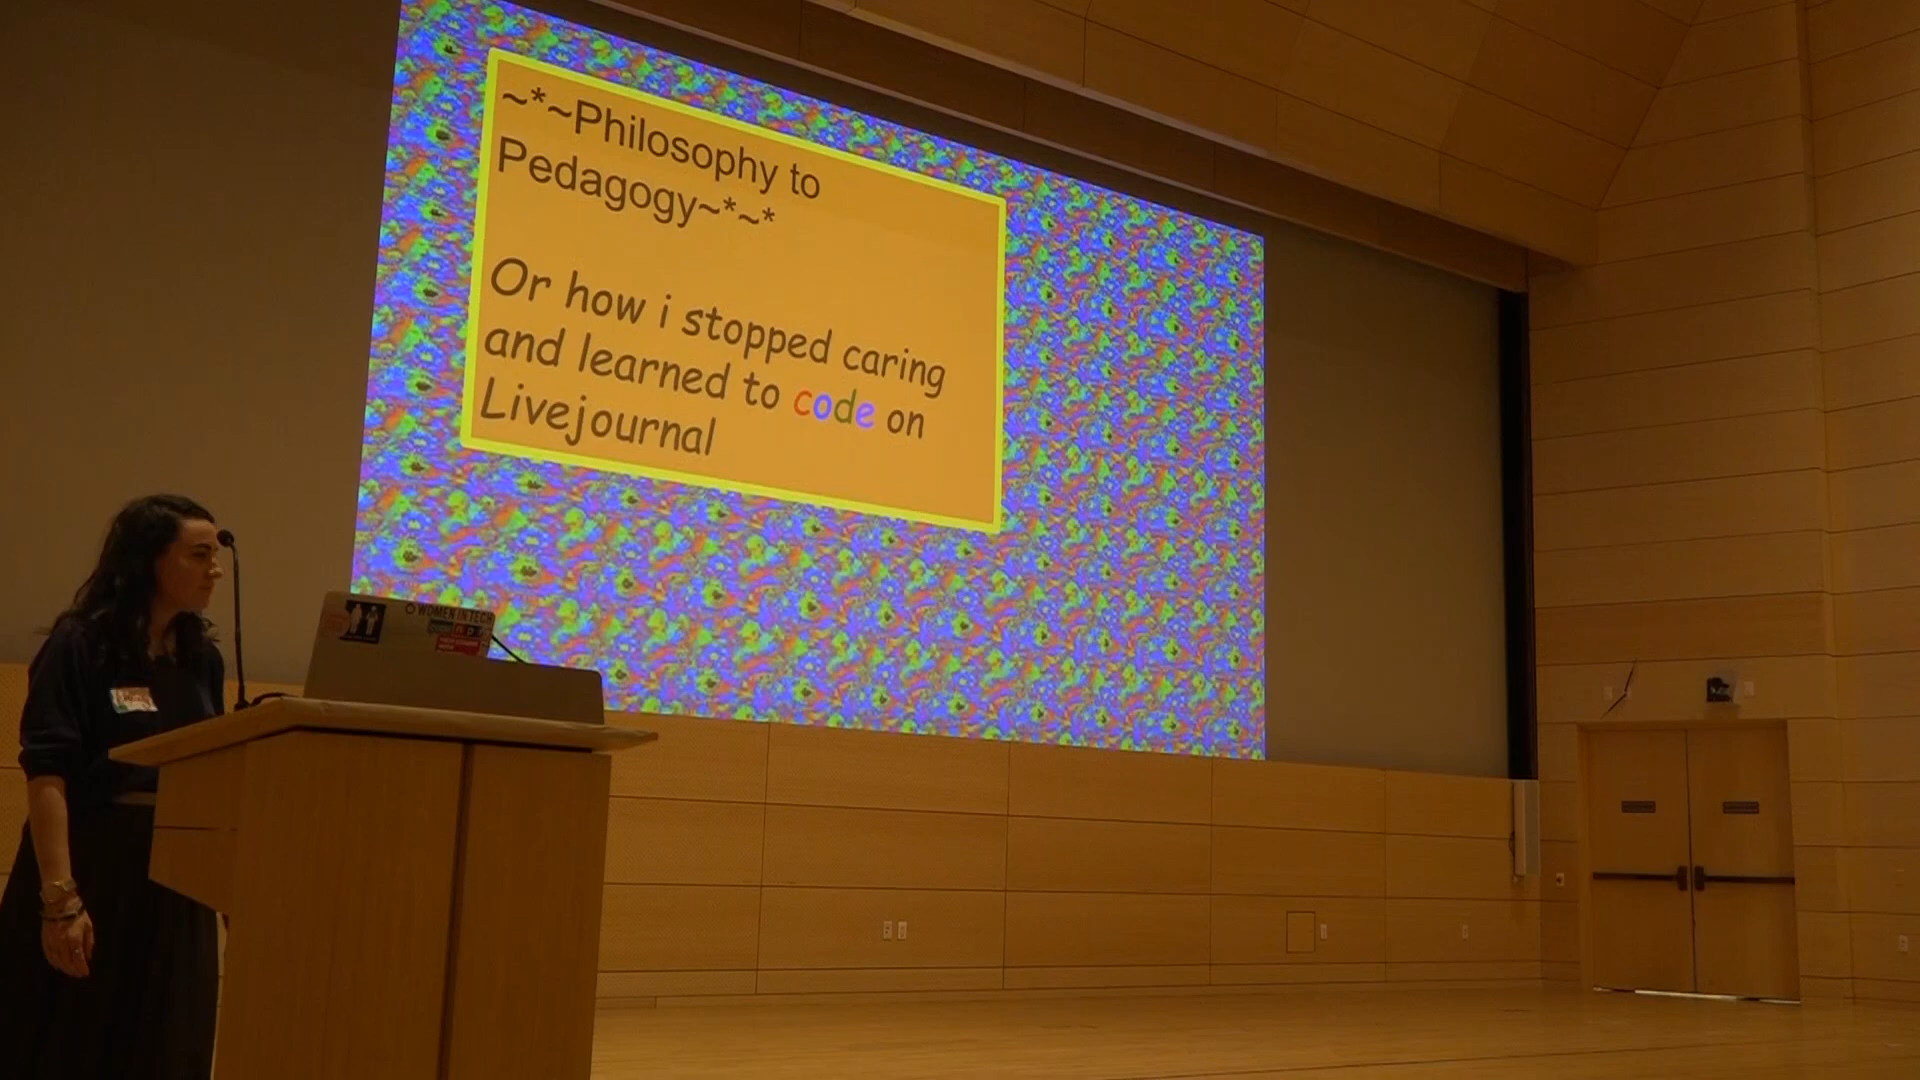 ~*~Philosophy to
Pedagogy~*~*
Or how i stopped caring
and learned to code on
Livejournal
WOMEN IN TECH